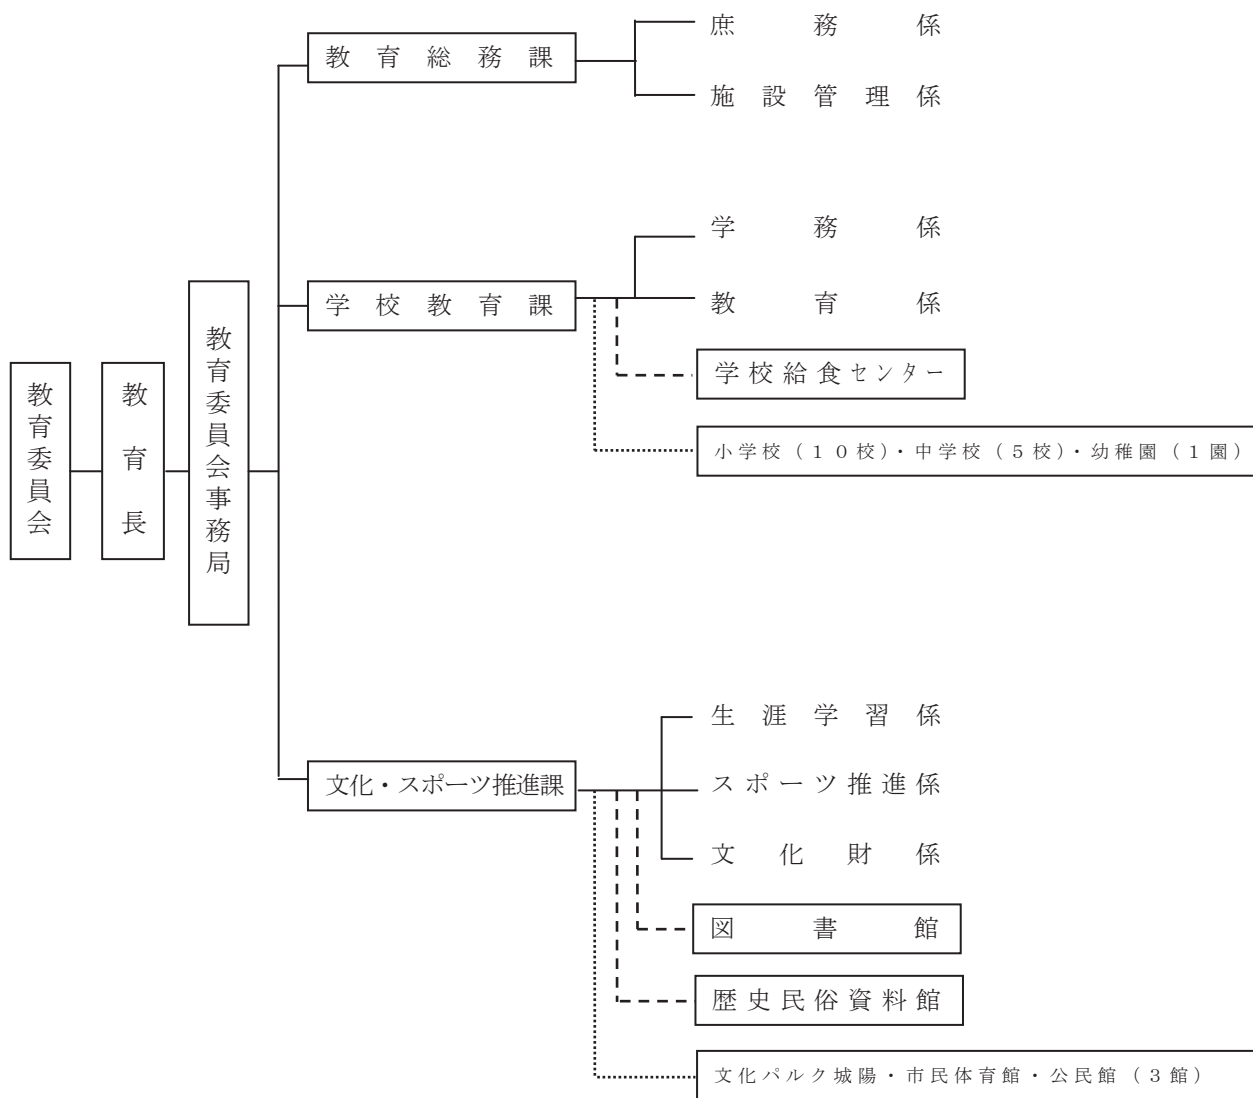 教育委員会
教育長
教育委員会事務局
教育総務課
庶務係
施設管理係
学校教育課
学務係
教育係
学校給食センター
小学校（１０校）・中学校（５校）・幼稚園（１園）
文化・スポーツ推進課
生涯学習係
スポーツ推進係
文化財係
図書館
歴史民俗資料館
文化パルク城陽・市民体育館・公民館（３館）